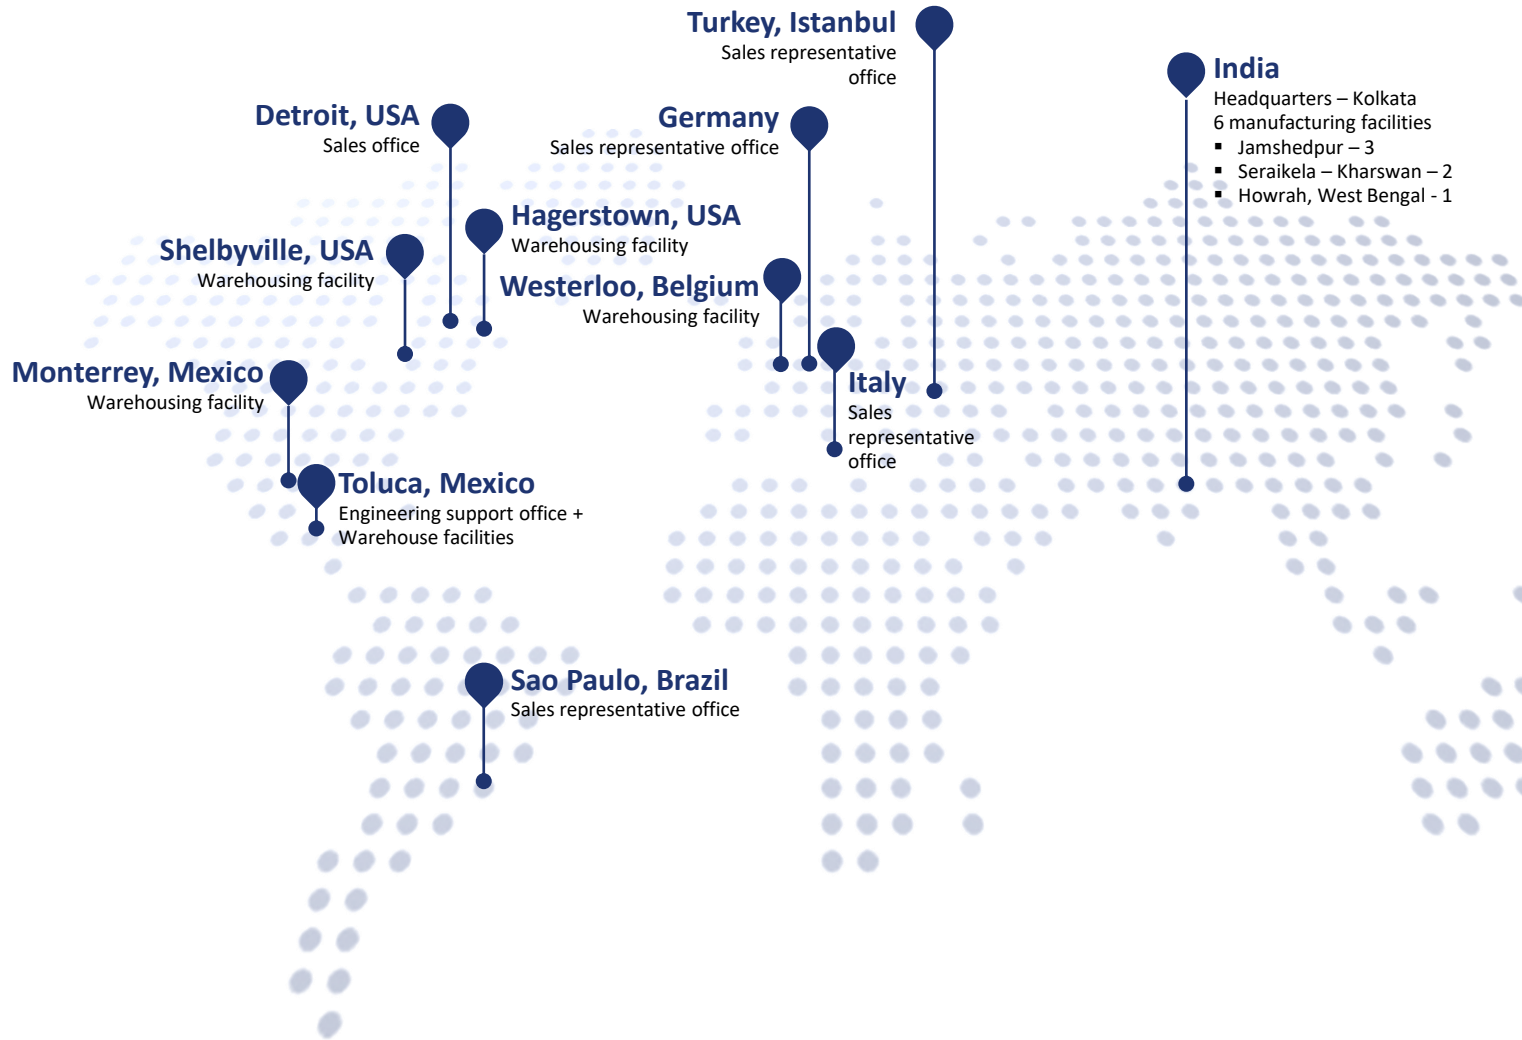 Turkey, Istanbul
Sales representative
office
India
Headquarters – Kolkata
6 manufacturing facilities
▪ Jamshedpur – 3
▪ Seraikela – Kharswan – 2
▪ Howrah, West Bengal - 1
Detroit, USA
Sales office
Germany
Sales representative office
Hagerstown, USA
Warehousing facility
Shelbyville, USA
Warehousing facility
Westerloo, Belgium
Warehousing facility
Monterrey, Mexico
Warehousing facility
Italy
Sales
representative
office
Toluca, Mexico
Engineering support office +
Warehouse facilities
Sao Paulo, Brazil
Sales representative office